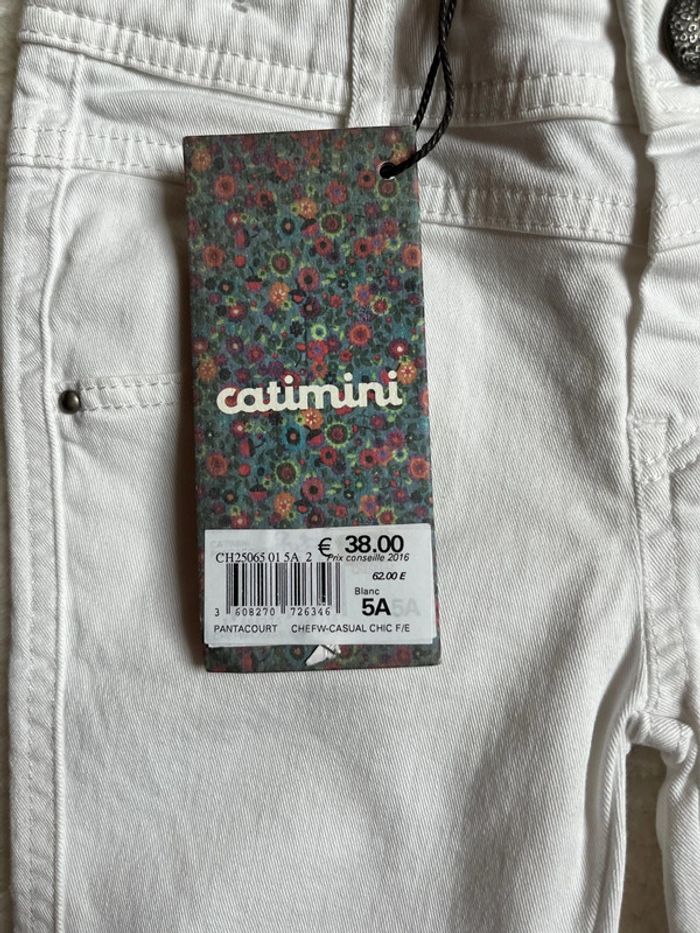 catimini
CH25065 01 5A 2 € 38.00
Prix conseille 2016
62.00 E
Blanc
5A
3 608270 726346
PANTACOURT CHEFW-CASUAL CHIC F/E